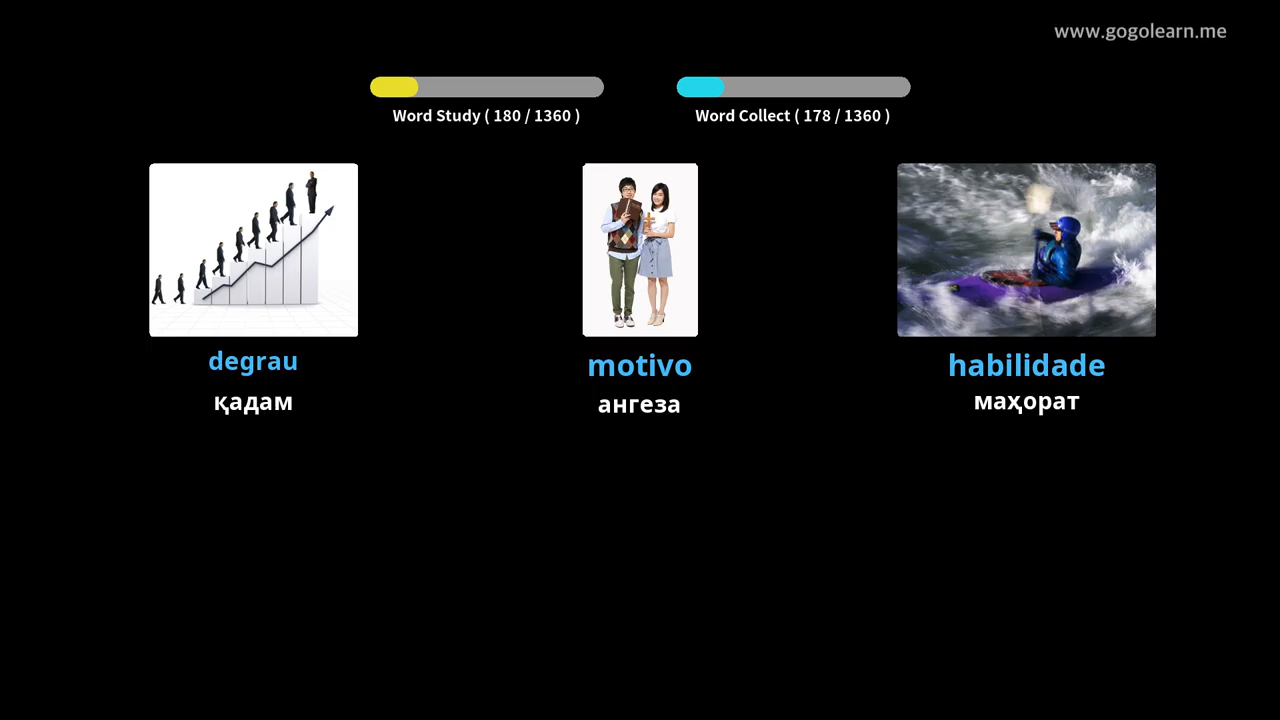 www.gogolearn.me
Word Study ( 180 / 1360 )
Word Collect ( 178 / 1360 )
degrau
motivo
habilidade
қадам
ангеза
маҳорат